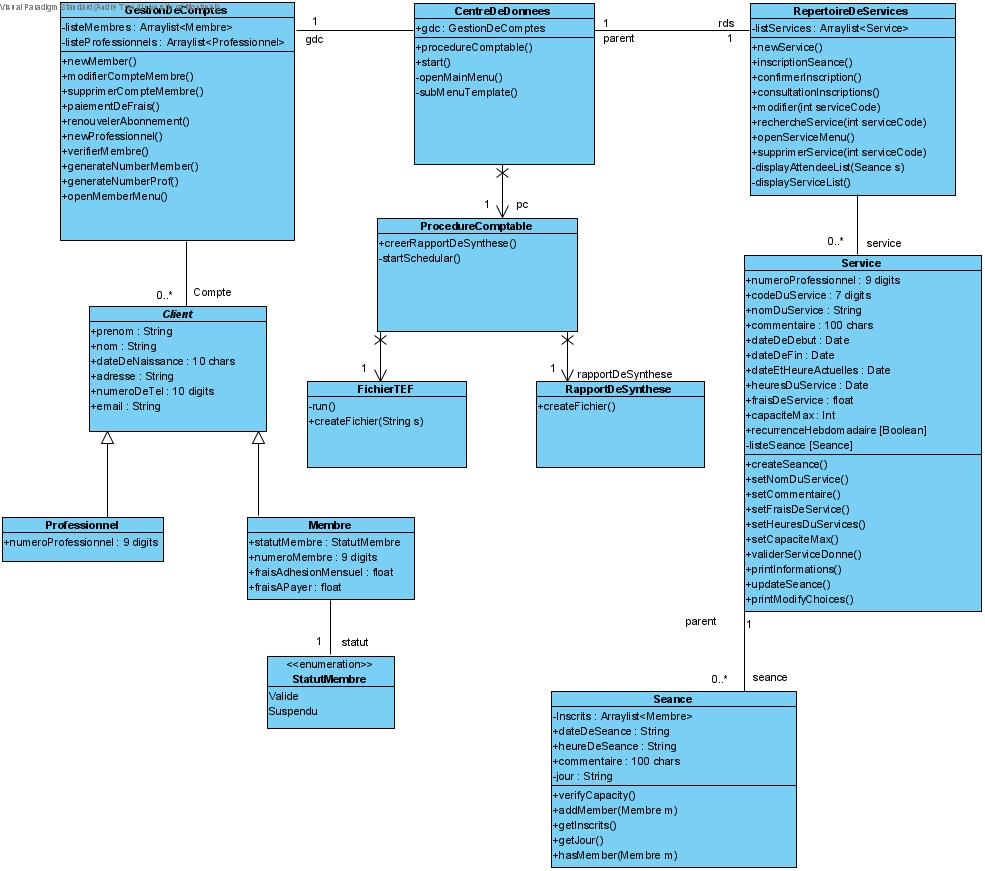 Visual Paradigm Standard(Andre
GestionDeComptes
-listeMembres : Arraylist<Membre>
-listeProfessionnels : Arraylist<Professionnel>
+newMember()
+modifierCompteMembre()
+supprimerCompteMembre()
+paiementDeFrais()
+renouvelerAbonnement()
+newProfessionnel()
+verifierMembre()
+generateNumberMember()
+generateNumberProf()
+openMemberMenu()
1
gdc
CentreDeDonnees
+gdc : GestionDeComptes
+procedureComptable()
+start()
-openMainMenu()
-subMenuTemplate()
1
parent
rds
1
RepertoireDeServices
-listServices : Arraylist<Service>
+newService()
+inscriptionSeance()
+confirmerInscription()
+consultationInscriptions()
+modifier(int serviceCode)
+rechercheService(int serviceCode)
+openServiceMenu()
+supprimerService(int serviceCode)
-displayAttendeeList(Seance s)
-displayServiceList()
1
pc
ProcedureComptable
+creerRapportDeSynthese()
-startSchedular()
0..*
service
0..*
Compte
Client
+prenom : String
+nom : String
+dateDeNaissance : 10 chars
+adresse : String
+numeroDeTel : 10 digits
+email : String
1
FichierTEF
-run()
+createFichier(String s)
1
rapportDeSynthese
RapportDeSynthese
+createFichier()
Service
+numeroProfessionnel : 9 digits
+codeDuService : 7 digits
+nomDuService : String
+commentaire : 100 chars
+dateDeDebut : Date
+dateDeFin : Date
+dateEtHeureActuelles : Date
+heuresDuService : Date
+fraisDeService : float
+capaciteMax : Int
+recurrenceHebdomadaire [Boolean]
-listeSeance [Seance]
+createSeance()
+setNomDuService()
+setCommentaire()
+setFraisDeService()
+setHeuresDuServices()
+setCapaciteMax()
+validerServiceDonne()
+printInformations()
+updateSeance()
+printModifyChoices()
Professionnel
+numeroProfessionnel : 9 digits
Membre
+statutMembre : StatutMembre
+numeroMembre : 9 digits
+fraisAdhesionMensuel : float
+fraisAPayer : float
1
statut
<<enumeration>>
StatutMembre
Valide
Suspendu
parent
1
0..*
seance
Seance
-Inscrits : Arraylist<Membre>
+dateDeSeance : String
+heureDeSeance : String
+commentaire : 100 chars
-jour : String
+verifyCapacity()
+addMember(Membre m)
+getInscrits()
+getJour()
+hasMember(Membre m)